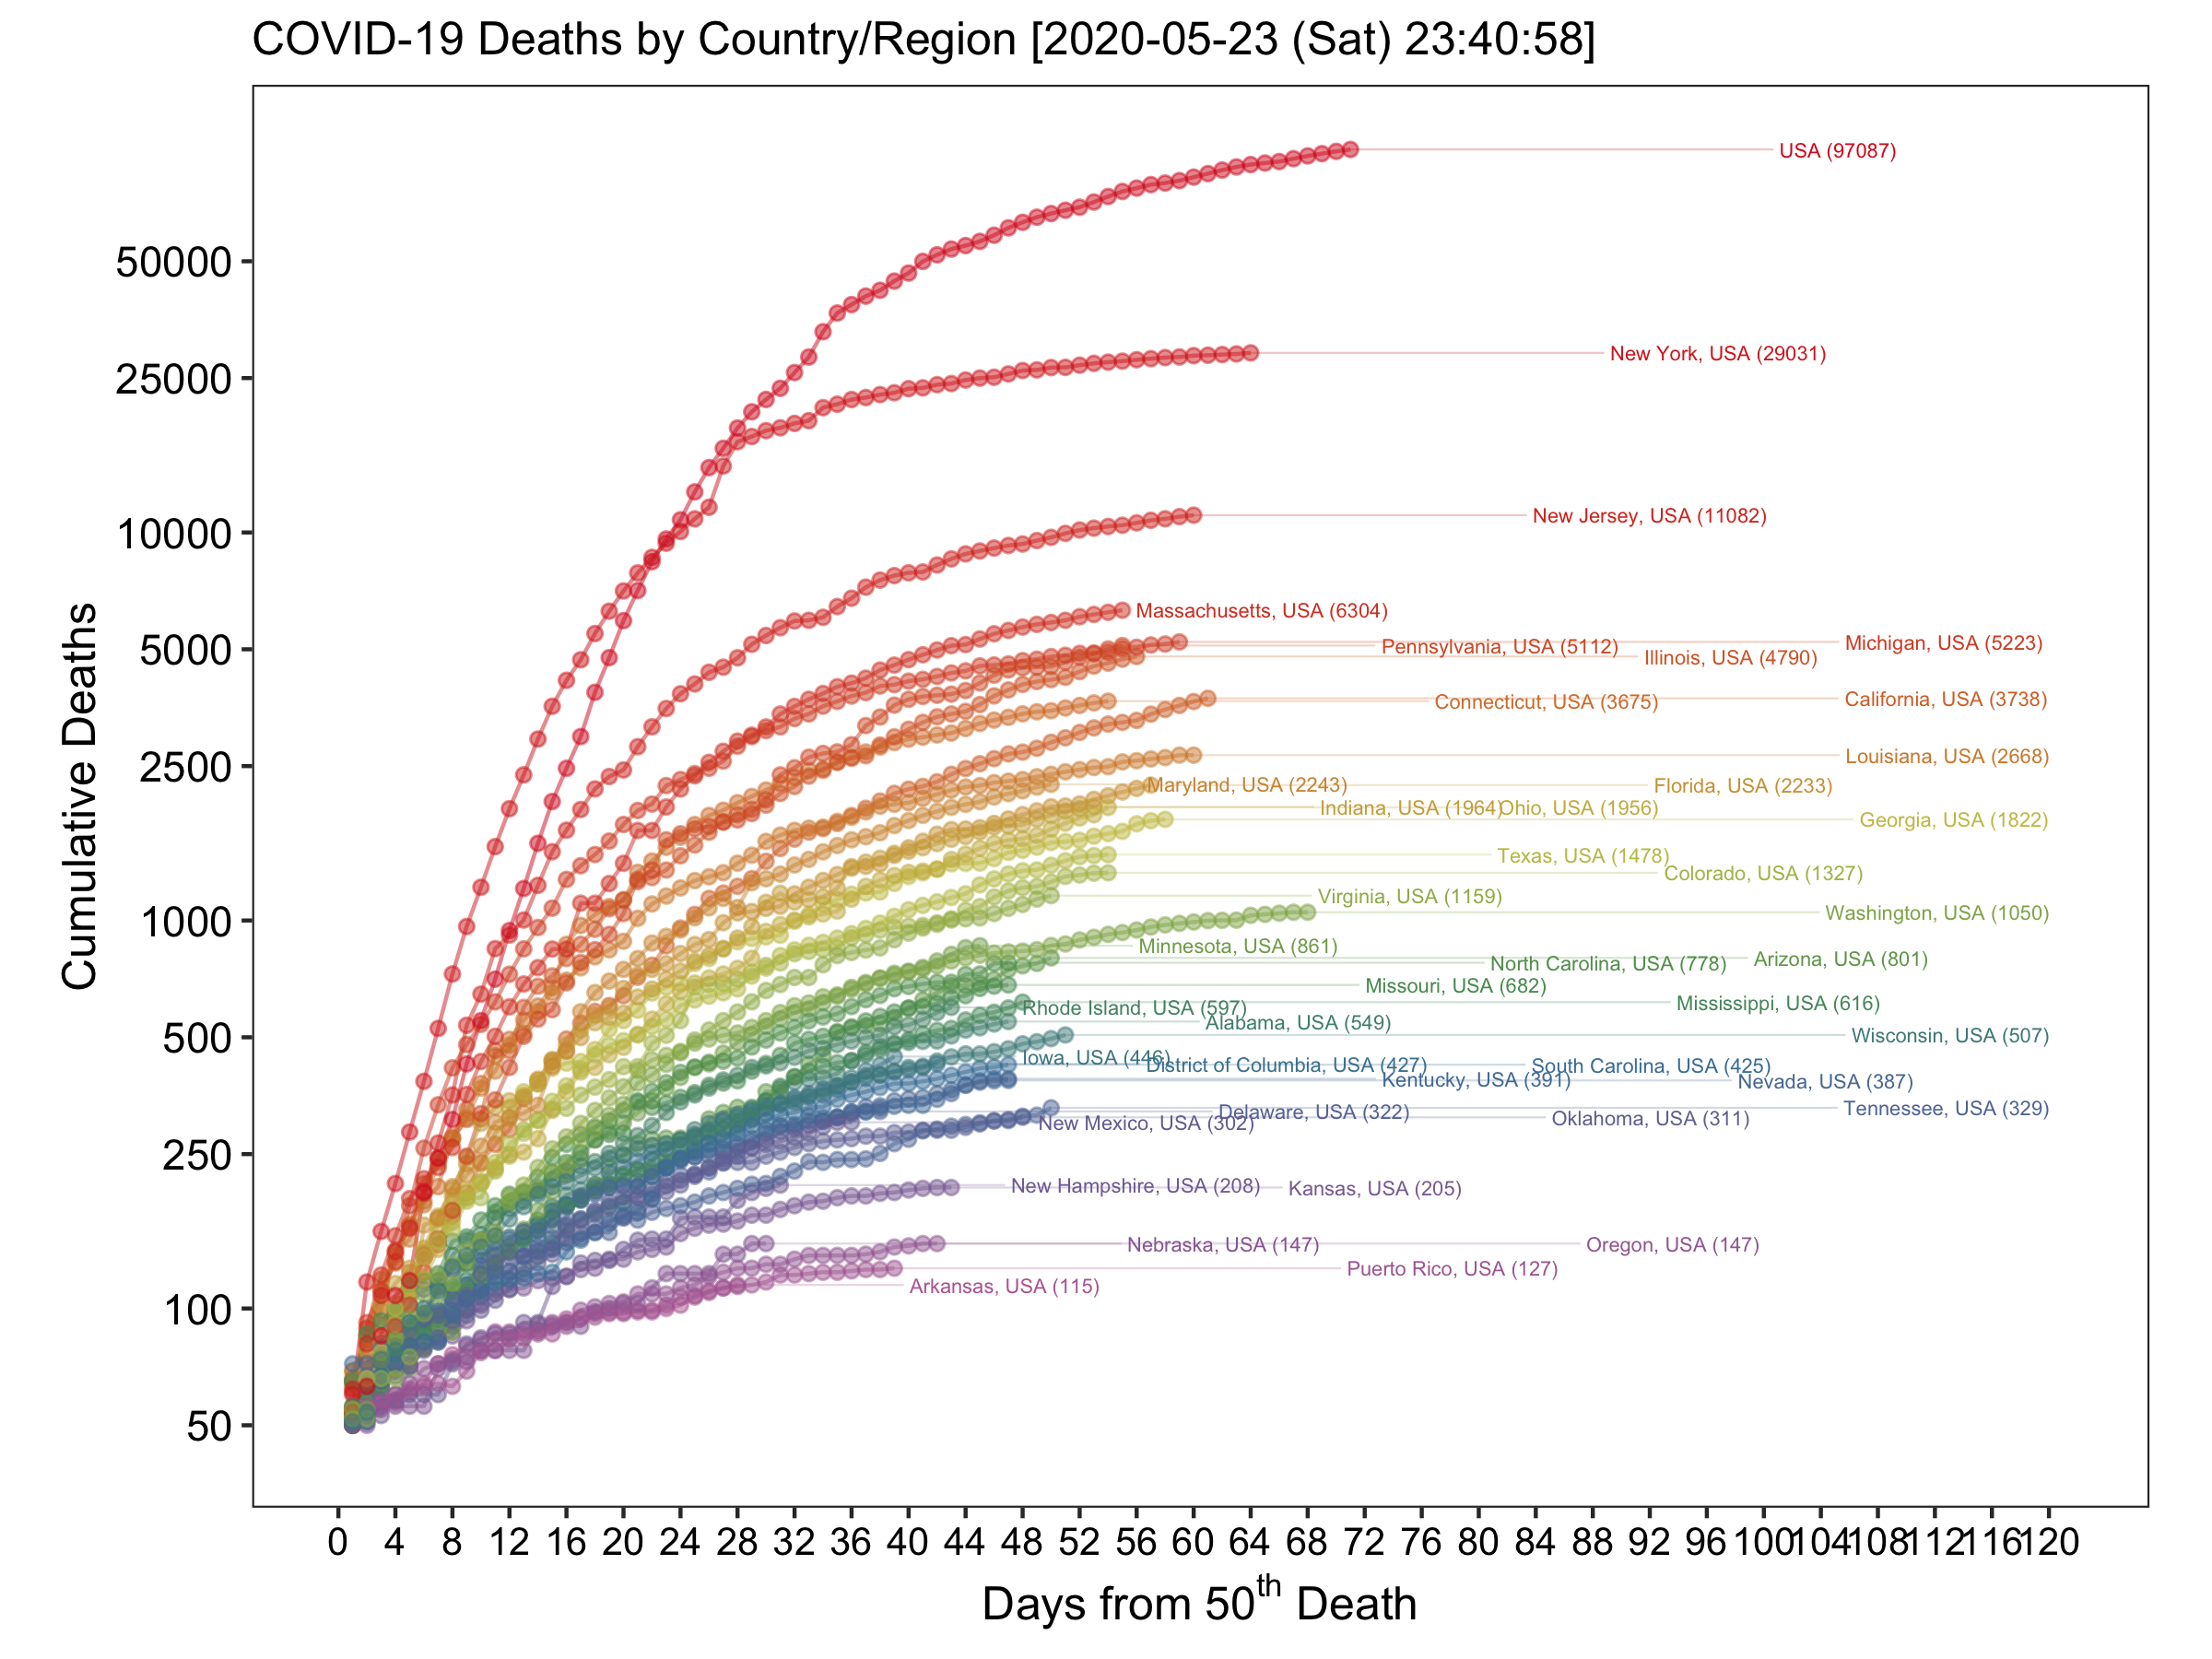 COVID-19 Deaths by Country/Region [2020-05-23 (Sat) 23:40:58]
USA (97087)
50000
New York, USA (29031)
25000
New Jersey, USA (11082)
10000
Massachusetts, USA (6304)
Michigan, USA (5223)
Pennsylvania, USA (5112)
5000
Illinois, USA (4790)
California, USA (3738)
Connecticut, USA (3675)
Louisiana, USA (2668)
2500
Maryland, USA (2243)
Florida, USA (2233)
Indiana, USA (1964)
Ohio, USA (1956)
Georgia, USA (1822)
Texas, USA (1478)
Colorado, USA (1327)
Virginia, USA (1159)
Washington, USA (1050)
1000
Minnesota, USA (861)
Arizona, USA (801)
North Carolina, USA (778)
Missouri, USA (682)
Mississippi, USA (616)
Rhode Island, USA (597)
Alabama, USA (549)
Wisconsin, USA (507)
500
Iowa, USA (446)
District of Columbia, USA (427)
South Carolina, USA (425)
Kentucky, USA (391)
Nevada, USA (387)
Tennessee, USA (329)
Delaware, USA (322)
Oklahoma, USA (311)
New Mexico, USA (302)
250
New Hampshire, USA (208)
Kansas, USA (205)
Nebraska, USA (147)
Oregon, USA (147)
Puerto Rico, USA (127)
Arkansas, USA (115)
100
50
Cumulative Deaths
0 4 8 12 16 20 24 28 32 36 40 44 48 52 56 60 64 68 72 76 80 84 88 92 96 100 104 108 112 116 120
Days from 50th Death